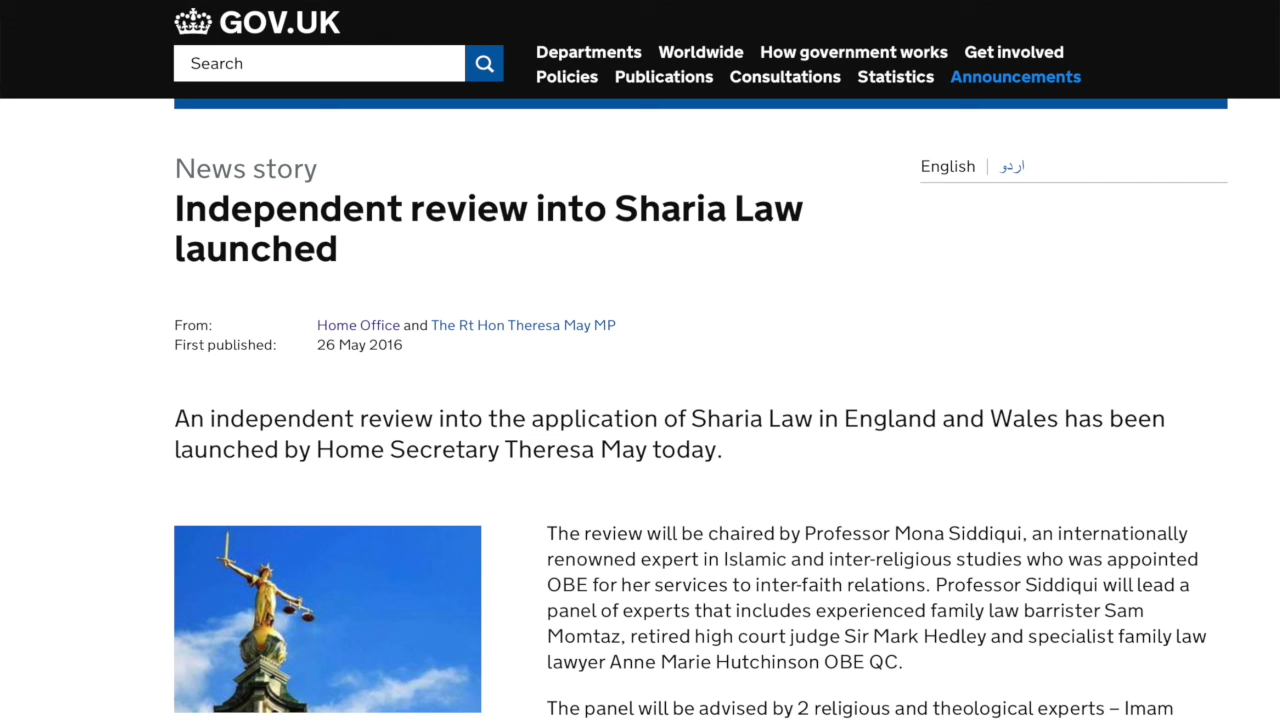 GOV.UK
Search
Departments Worldwide How government works Get involved
Policies Publications Consultations Statistics Announcements
News story
English | اردو
Independent review into Sharia Law
launched
From: Home Office and The Rt Hon Theresa May MP
First published: 26 May 2016
An independent review into the application of Sharia Law in England and Wales has been
launched by Home Secretary Theresa May today.
The review will be chaired by Professor Mona Siddiqui, an internationally
renowned expert in Islamic and inter-religious studies who was appointed
OBE for her services to inter-faith relations. Professor Siddiqui will lead a
panel of experts that includes experienced family law barrister Sam
Momtaz, retired high court judge Sir Mark Hedley and specialist family law
lawyer Anne Marie Hutchinson OBE QC.
The panel will be advised by 2 religious and theological experts – Imam